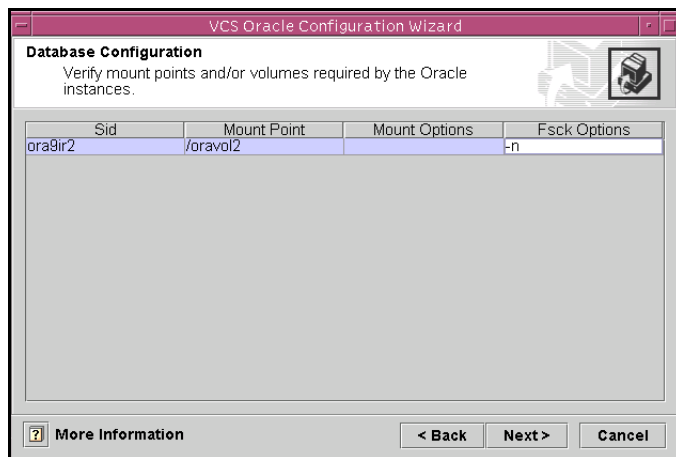 VCS Oracle Configuration Wizard
Database Configuration
Verify mount points and/or volumes required by the Oracle
instances.
Sid Mount Point Mount Options Fsck Options
ora9ir2 /oravol2 -n
? More Information < Back Next > Cancel